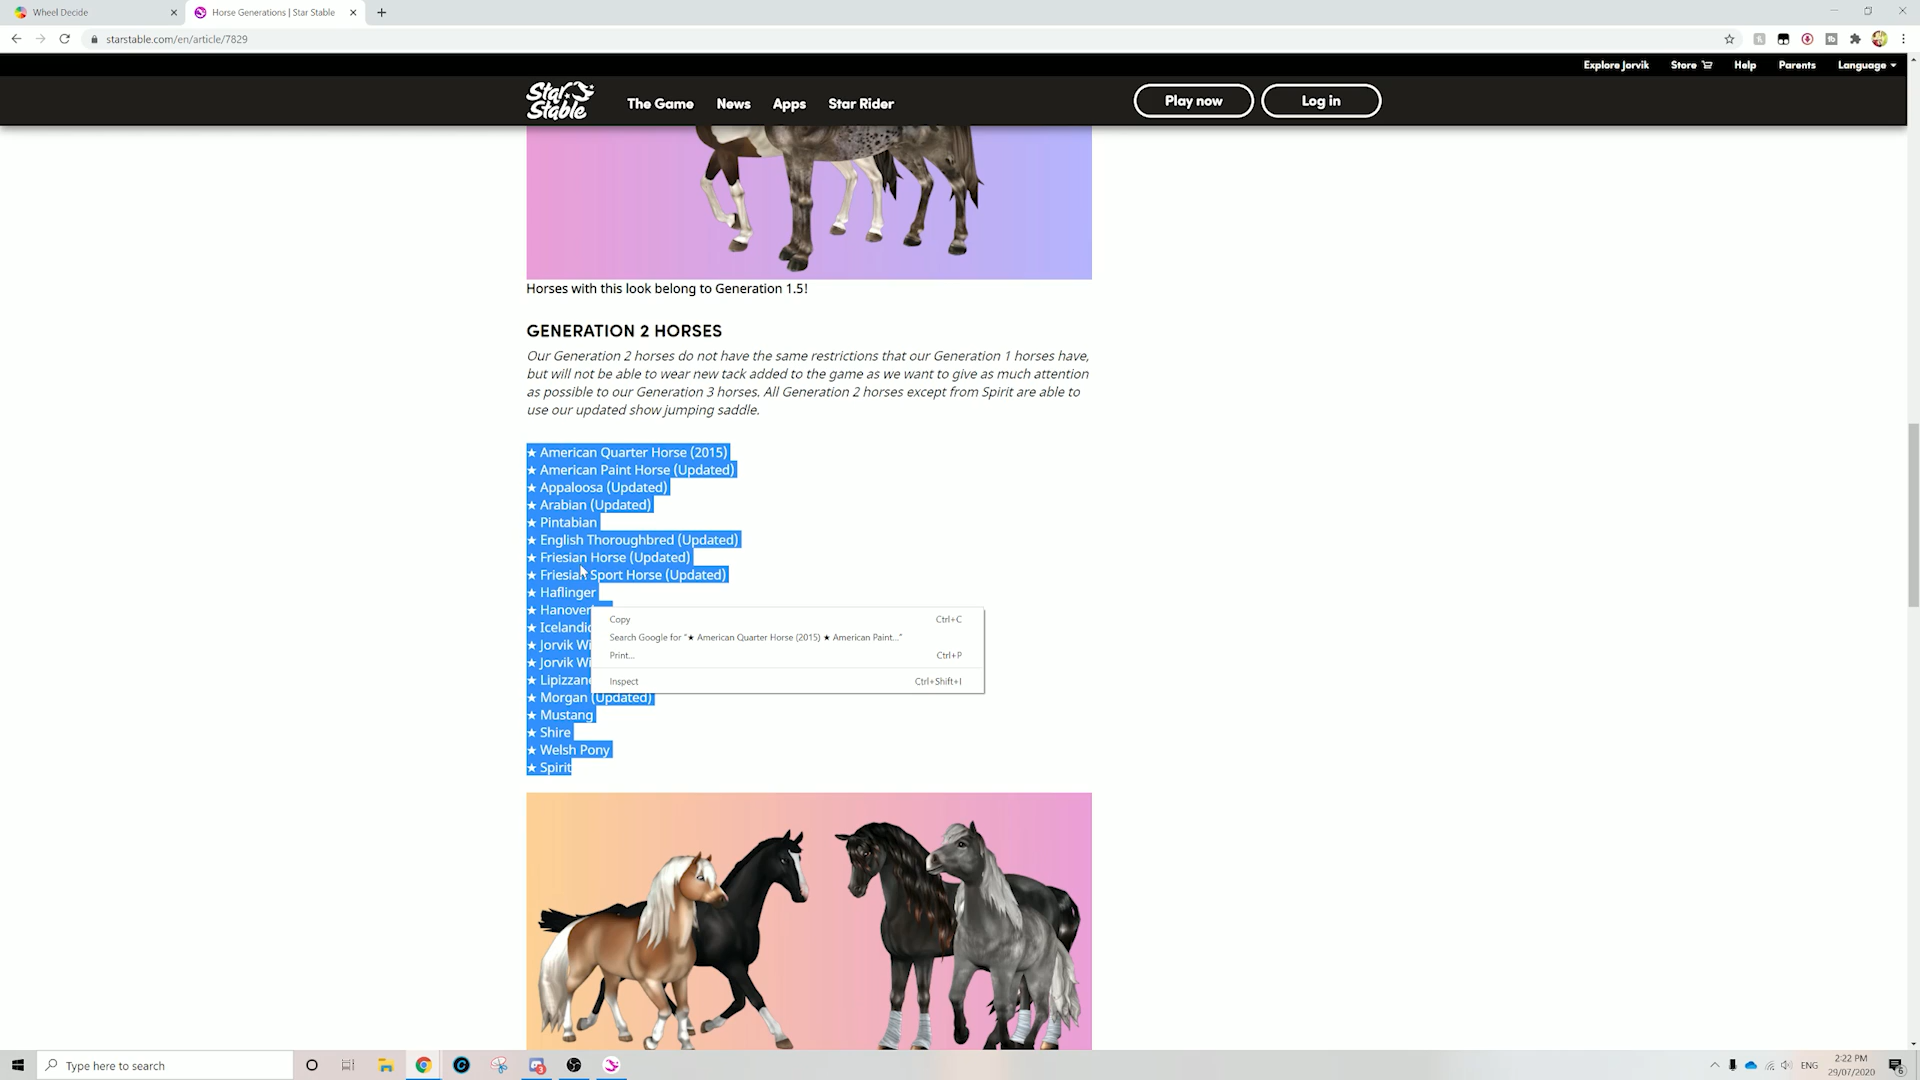 Wheel Decide
Horse Generations | Star Stable
starstable.com/en/article/7829
Explore Jorvik Store Help Parents Language
Star Stable
The Game News Apps Star Rider
Play now Log in
Horses with this look belong to Generation 1.5!
GENERATION 2 HORSES
Our Generation 2 horses do not have the same restrictions that our Generation 1 horses have,
but will not be able to wear new tack added to the game as we want to give as much attention
as possible to our Generation 3 horses. All Generation 2 horses except from Spirit are able to
use our updated show jumping saddle.
★ American Quarter Horse (2015)
★ American Paint Horse (Updated)
★ Appaloosa (Updated)
★ Arabian (Updated)
★ Pintabian
★ English Thoroughbred (Updated)
★ Friesian Horse (Updated)
★ Friesian Sport Horse (Updated)
★ Haflinger
★ Hanover
★ Icelandic
★ Jorvik Wi
★ Jorvik Wi
★ Lipizzane
★ Morgan (Updated)
★ Mustang
★ Shire
★ Welsh Pony
★ Spirit
Copy Ctrl+C
Search Google for "★ American Quarter Horse (2015) ★ American Paint..."
Print... Ctrl+P
Inspect Ctrl+Shift+I
Type here to search
3
ENG
2:22 PM
29/07/2020
6